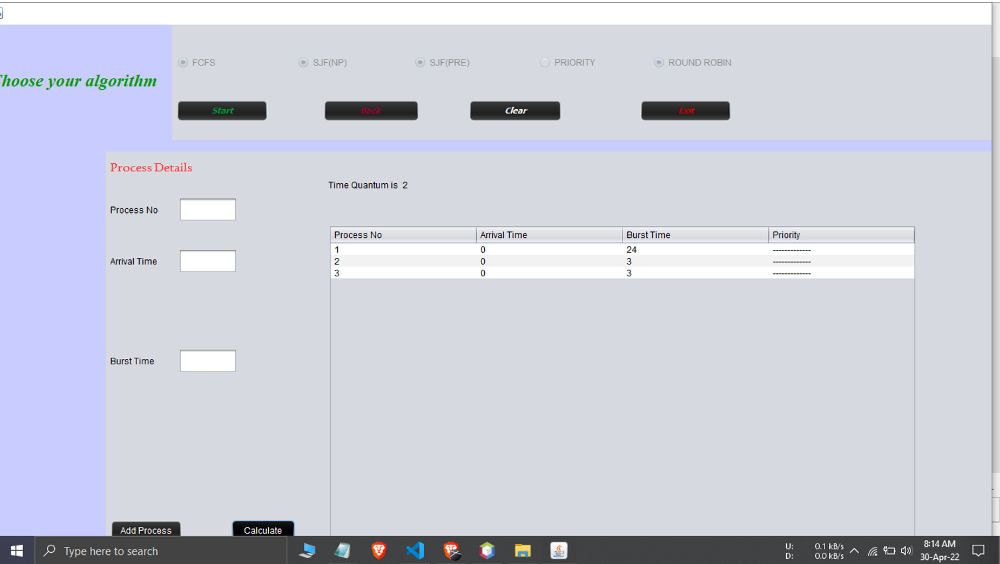 hoose your algorithm
FCFS SJF(NP) SJF(PRE) PRIORITY ROUND ROBIN
Start Back Clear Exit
Process Details
Time Quantum is 2
Process No
Arrival Time
Burst Time
Process No Arrival Time Burst Time Priority
1 0 24 -------------
2 0 3 -------------
3 0 3 -------------
Add Process Calculate
Type here to search
U: 0.1 kB/s
D: 0.0 kB/s
8:14 AM
30-Apr-22